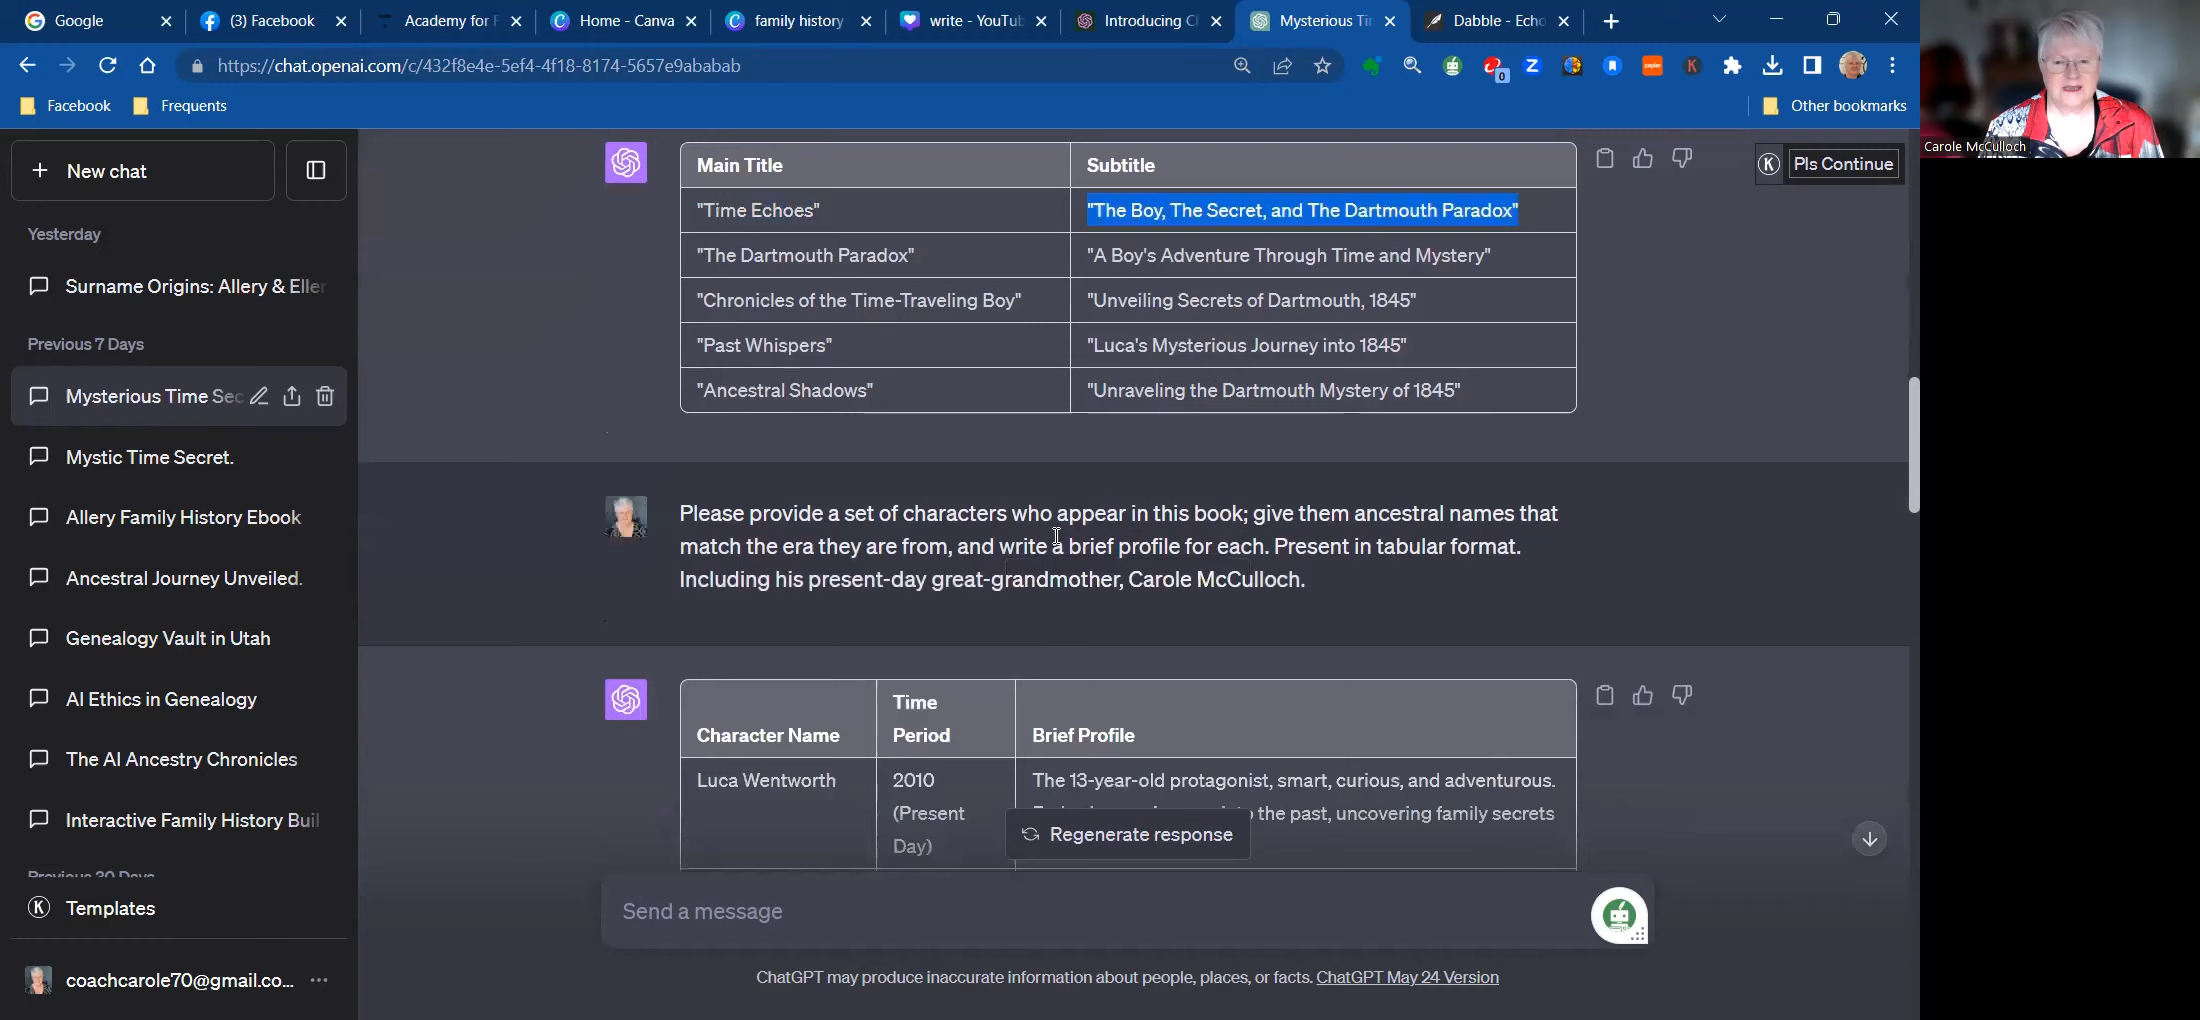 Google
(3) Facebook
Academy for F
Home - Canva
family history
write - YouTub
Introducing Ch
Mysterious Tim
Dabble - Echo
https://chat.openai.com/c/432f8e4e-5ef4-4f18-8174-5657e9ababab
0
Z
zapier
K
Facebook
Frequents
Other bookmarks
Carole McCulloch
New chat
Yesterday
Surname Origins: Allery & Eller
Previous 7 Days
Mysterious Time Sec
Mystic Time Secret.
Allery Family History Ebook
Ancestral Journey Unveiled.
Genealogy Vault in Utah
AI Ethics in Genealogy
The AI Ancestry Chronicles
Interactive Family History Buil
Previous 30 Days
K Templates
coachcarole70@gmail.co...
K Pls Continue
Main Title Subtitle
"Time Echoes" "The Boy, The Secret, and The Dartmouth Paradox"
"The Dartmouth Paradox" "A Boy's Adventure Through Time and Mystery"
"Chronicles of the Time-Traveling Boy" "Unveiling Secrets of Dartmouth, 1845"
"Past Whispers" "Luca's Mysterious Journey into 1845"
"Ancestral Shadows" "Unraveling the Dartmouth Mystery of 1845"
Please provide a set of characters who appear in this book; give them ancestral names that
match the era they are from, and write a brief profile for each. Present in tabular format.
Including his present-day great-grandmother, Carole McCulloch.
Character Name Time Period Brief Profile
Luca Wentworth 2010 The 13-year-old protagonist, smart, curious, and adventurous.
(Present the past, uncovering family secrets
Day)
Regenerate response
Send a message
ChatGPT may produce inaccurate information about people, places, or facts. ChatGPT May 24 Version